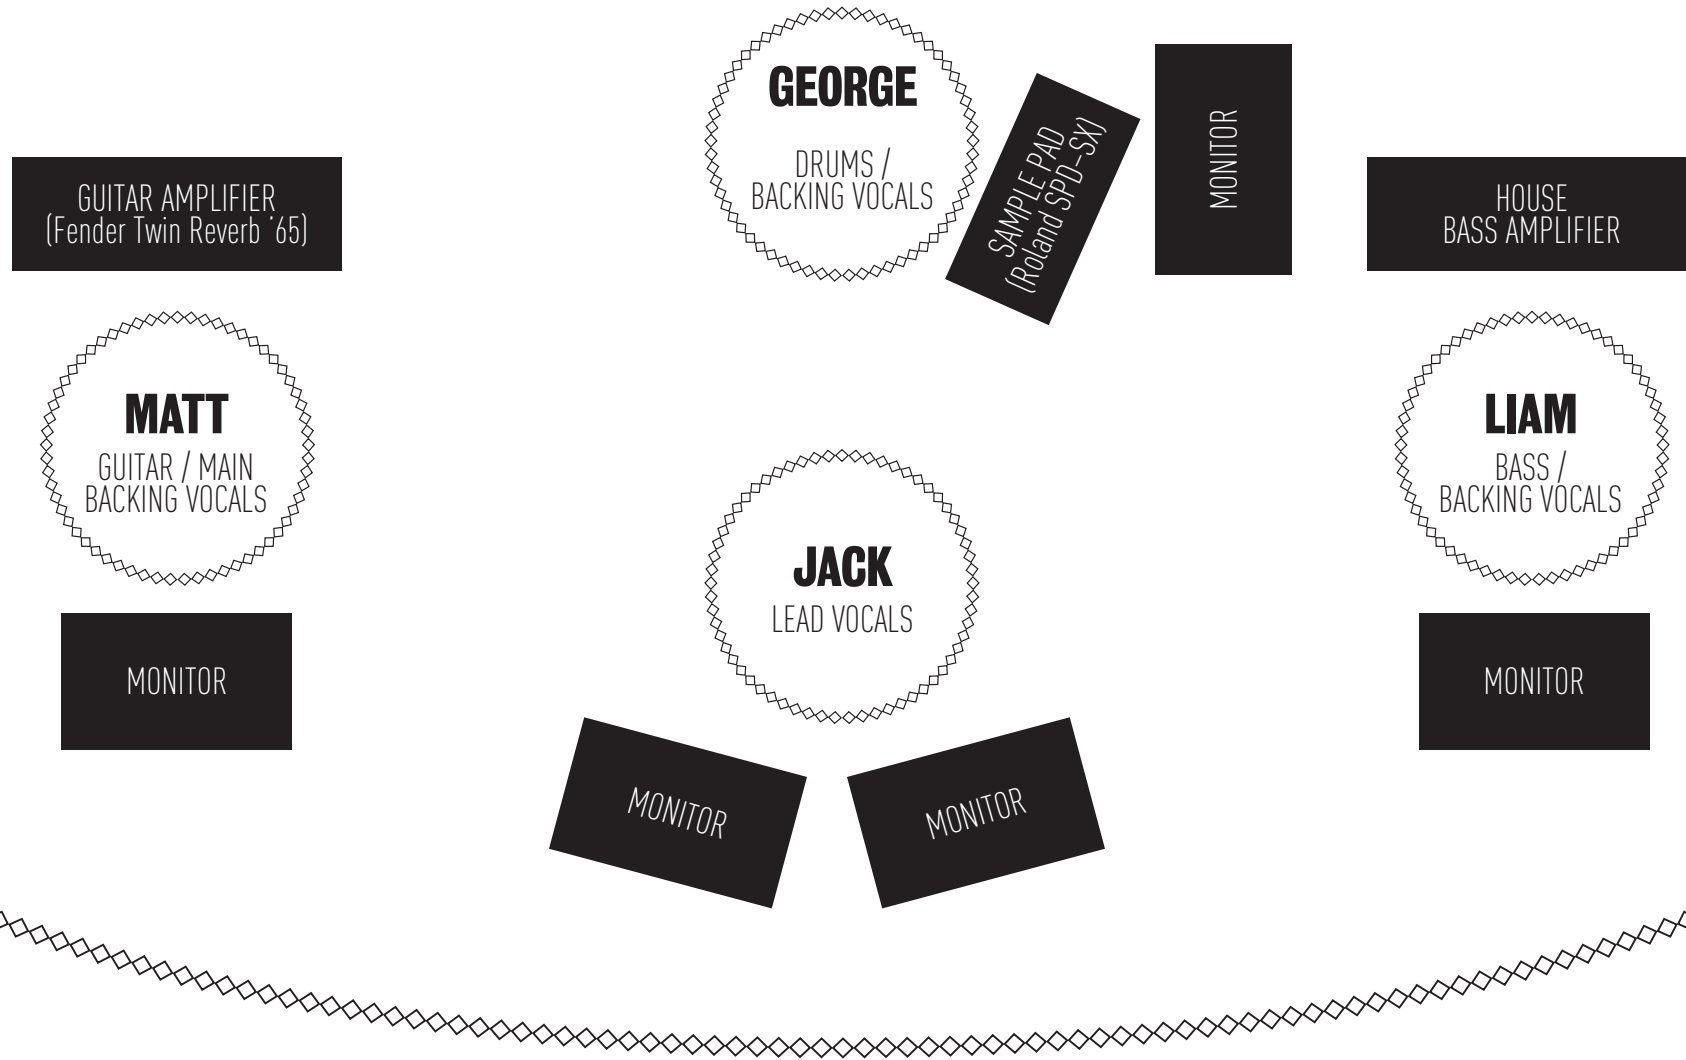 GEORGE
DRUMS /
BACKING VOCALS
SAMPLE PAD
(Roland SPD-SX)
MONITOR
GUITAR AMPLIFIER
(Fender Twin Reverb '65)
HOUSE
BASS AMPLIFIER
MATT
GUITAR / MAIN
BACKING VOCALS
LIAM
BASS /
BACKING VOCALS
JACK
LEAD VOCALS
MONITOR
MONITOR
MONITOR
MONITOR